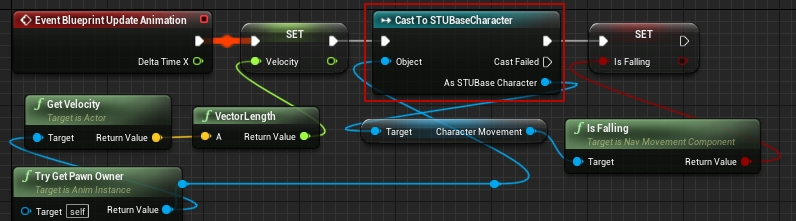 Event Blueprint Update Animation
Delta Time X
SET
Velocity
Cast To STUBaseCharacter
Object
Cast Failed
As STUBase Character
SET
Is Falling
f Get Velocity
Target is Actor
Target
Return Value
f VectorLength
A
Return Value
Target
Character Movement
f Is Falling
Target is Nav Movement Component
Target
Return Value
f Try Get Pawn Owner
Target is Anim Instance
Target
self
Return Value